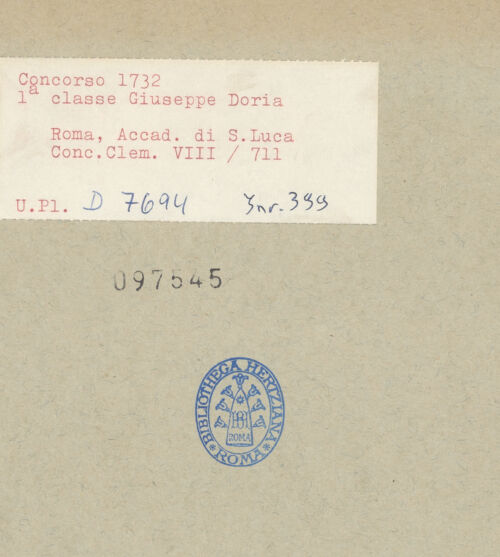 Concorso 1732
1a classe Giuseppe Doria
Roma, Accad. di S.Luca
Conc.Clem. VIII / 711
U.Pl. D 7694 Inr.399
097545
BIBLIOTHECA HERTZIANA
BH
ROMA
* ROMA *